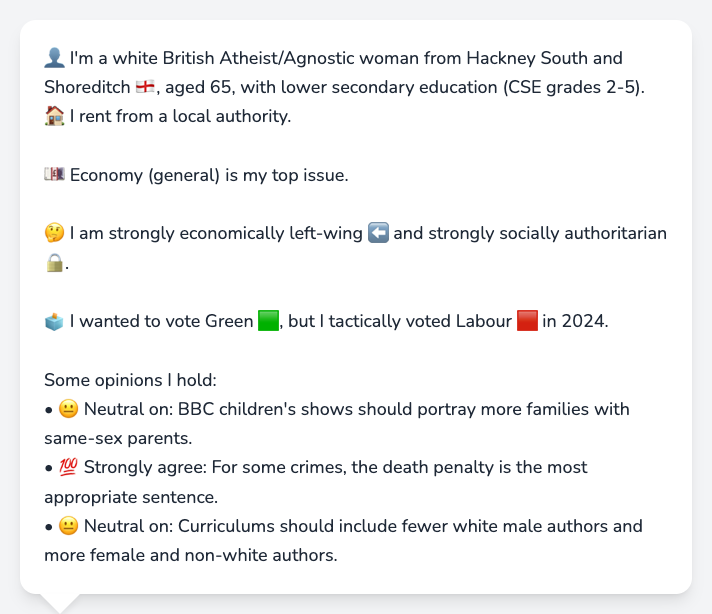 👤 I'm a white British Atheist/Agnostic woman from Hackney South and
Shoreditch 🏴󠁧󠁢󠁥󠁮󠁧󠁿, aged 65, with lower secondary education (CSE grades 2-5).
🏠 I rent from a local authority.
💷 Economy (general) is my top issue.
🤔 I am strongly economically left-wing ⬅️ and strongly socially authoritarian
🔒.
🗳️ I wanted to vote Green 🟩, but I tactically voted Labour 🟥 in 2024.
Some opinions I hold:
• 😐 Neutral on: BBC children's shows should portray more families with
same-sex parents.
• 💯 Strongly agree: For some crimes, the death penalty is the most
appropriate sentence.
• 😐 Neutral on: Curriculums should include fewer white male authors and
more female and non-white authors.